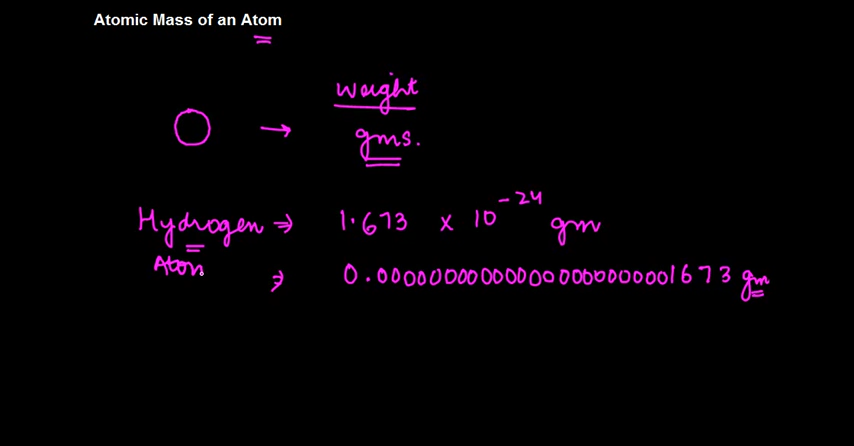 Atomic Mass of an Atom
weight
gms.
Hydrogen ⇒ 1.673 x 10⁻²⁴ gm
Atom
⇒ 0.000000000000000000000001673 gm